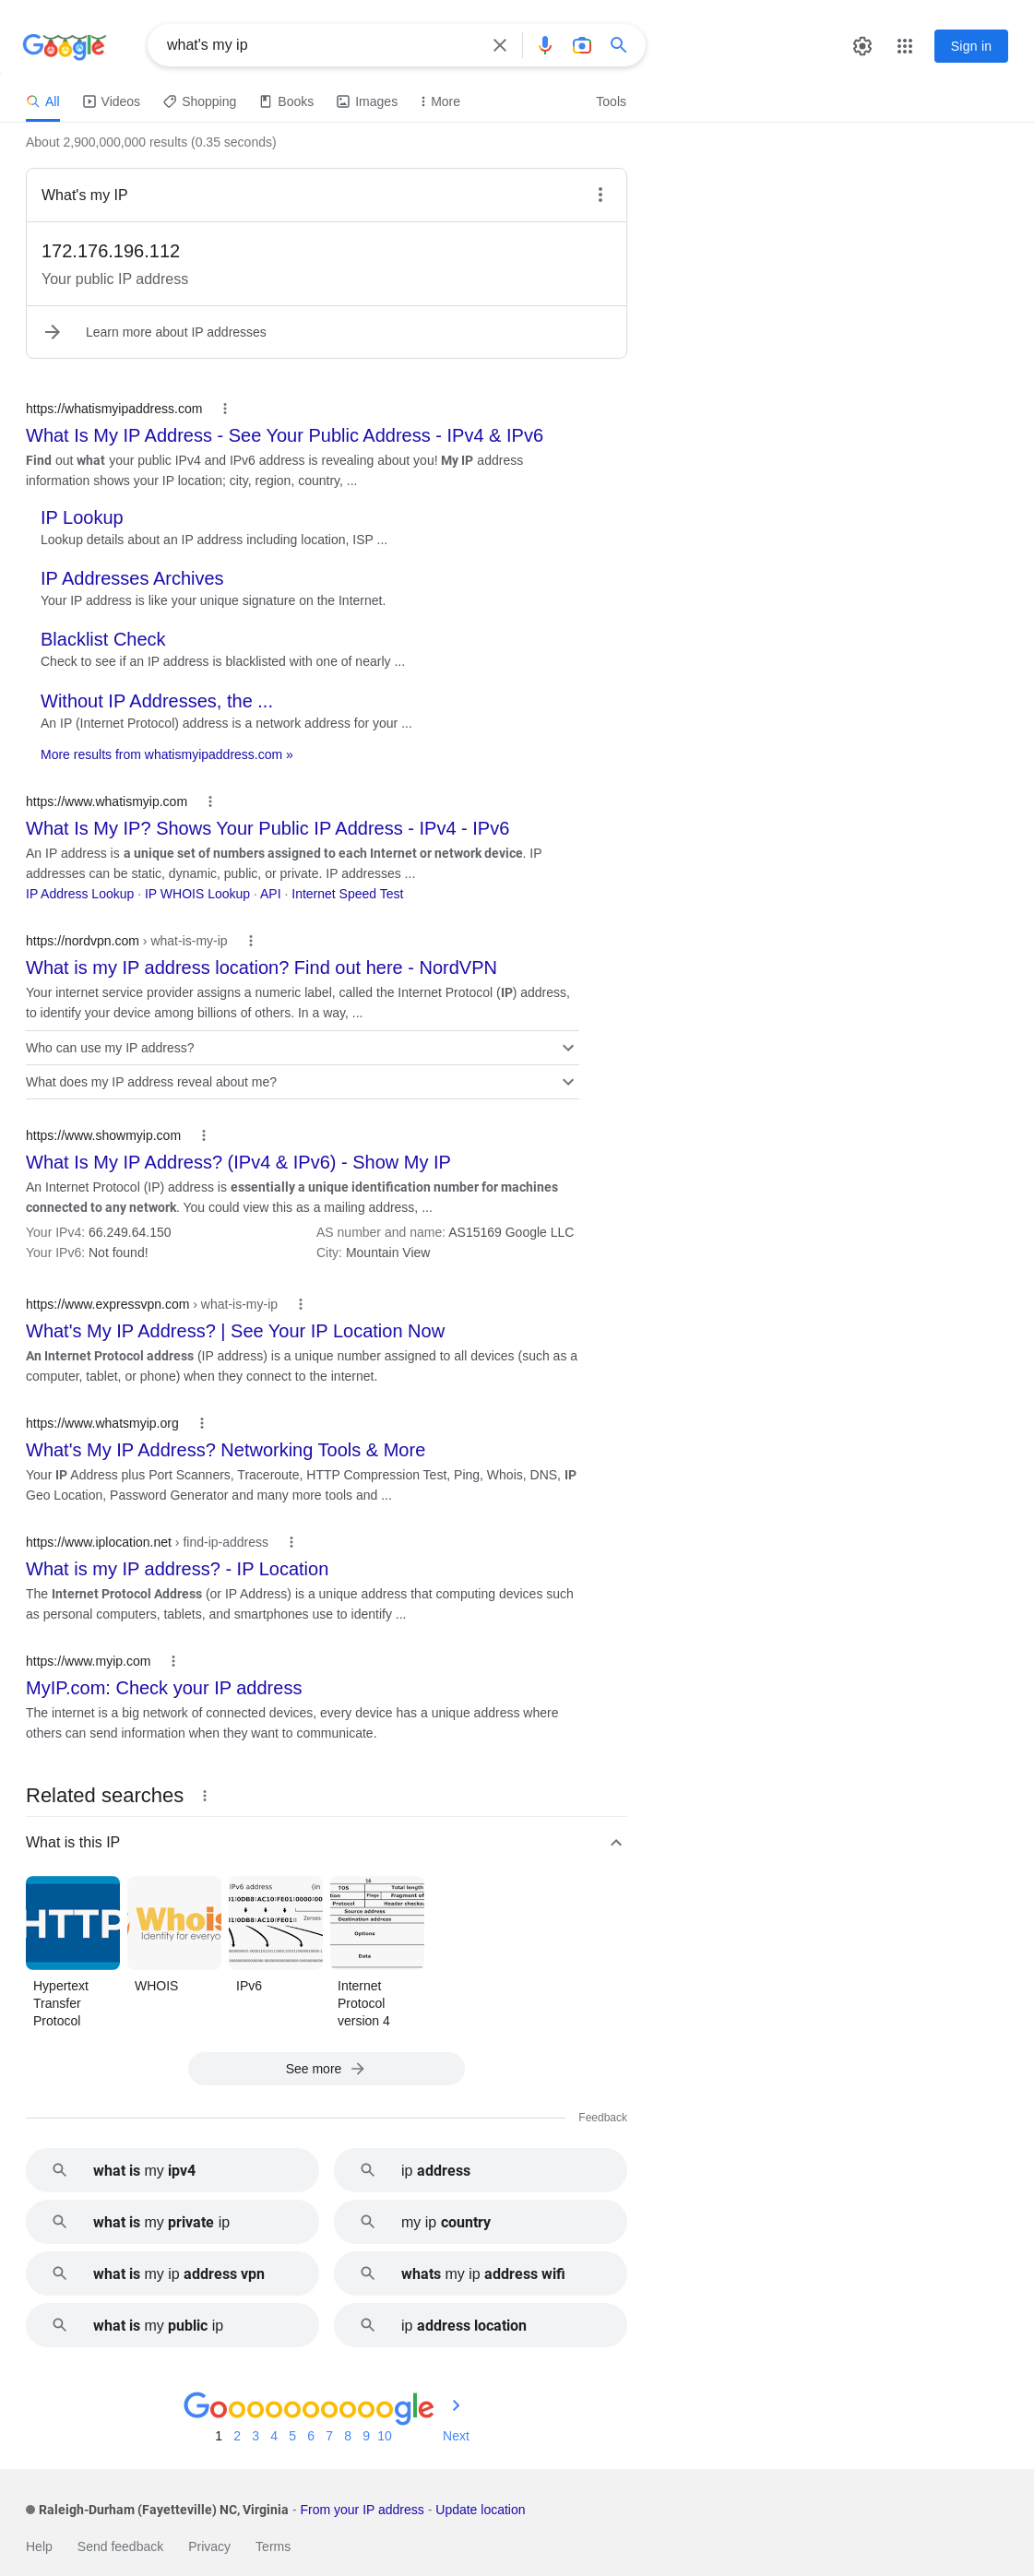 Google
what's my ip
Sign in
All
Videos
Shopping
Books
Images
More
Tools
About 2,900,000,000 results (0.35 seconds)
What's my IP
172.176.196.112
Your public IP address
Learn more about IP addresses
https://whatismyipaddress.com
What Is My IP Address - See Your Public Address - IPv4 & IPv6
Find out what your public IPv4 and IPv6 address is revealing about you! My IP address
information shows your IP location; city, region, country, ...
IP Lookup
Lookup details about an IP address including location, ISP ...
IP Addresses Archives
Your IP address is like your unique signature on the Internet.
Blacklist Check
Check to see if an IP address is blacklisted with one of nearly ...
Without IP Addresses, the ...
An IP (Internet Protocol) address is a network address for your ...
More results from whatismyipaddress.com »
https://www.whatismyip.com
What Is My IP? Shows Your Public IP Address - IPv4 - IPv6
An IP address is a unique set of numbers assigned to each Internet or network device. IP
addresses can be static, dynamic, public, or private. IP addresses ...
IP Address Lookup · IP WHOIS Lookup · API · Internet Speed Test
https://nordvpn.com › what-is-my-ip
What is my IP address location? Find out here - NordVPN
Your internet service provider assigns a numeric label, called the Internet Protocol (IP) address,
to identify your device among billions of others. In a way, ...
Who can use my IP address?
What does my IP address reveal about me?
https://www.showmyip.com
What Is My IP Address? (IPv4 & IPv6) - Show My IP
An Internet Protocol (IP) address is essentially a unique identification number for machines
connected to any network. You could view this as a mailing address, ...
Your IPv4: 66.249.64.150
AS number and name: AS15169 Google LLC
Your IPv6: Not found!
City: Mountain View
https://www.expressvpn.com › what-is-my-ip
What's My IP Address? | See Your IP Location Now
An Internet Protocol address (IP address) is a unique number assigned to all devices (such as a
computer, tablet, or phone) when they connect to the internet.
https://www.whatsmyip.org
What's My IP Address? Networking Tools & More
Your IP Address plus Port Scanners, Traceroute, HTTP Compression Test, Ping, Whois, DNS, IP
Geo Location, Password Generator and many more tools and ...
https://www.iplocation.net › find-ip-address
What is my IP address? - IP Location
The Internet Protocol Address (or IP Address) is a unique address that computing devices such
as personal computers, tablets, and smartphones use to identify ...
https://www.myip.com
MyIP.com: Check your IP address
The internet is a big network of connected devices, every device has a unique address where
others can send information when they want to communicate.
Related searches
What is this IP
HTTP
Whois
Identity for everyo
IPv6 address (in
Zeroes
16
TOS Total length
Flags Fragment of
Protocol Header checksu
Source address
Destination address
Options
Data
Hypertext
Transfer
Protocol
WHOIS
IPv6
Internet
Protocol
version 4
See more
Feedback
what is my ipv4
ip address
what is my private ip
my ip country
what is my ip address vpn
whats my ip address wifi
what is my public ip
ip address location
Goooooooooogle
1 2 3 4 5 6 7 8 9 10 Next
Raleigh-Durham (Fayetteville) NC, Virginia - From your IP address - Update location
Help Send feedback Privacy Terms